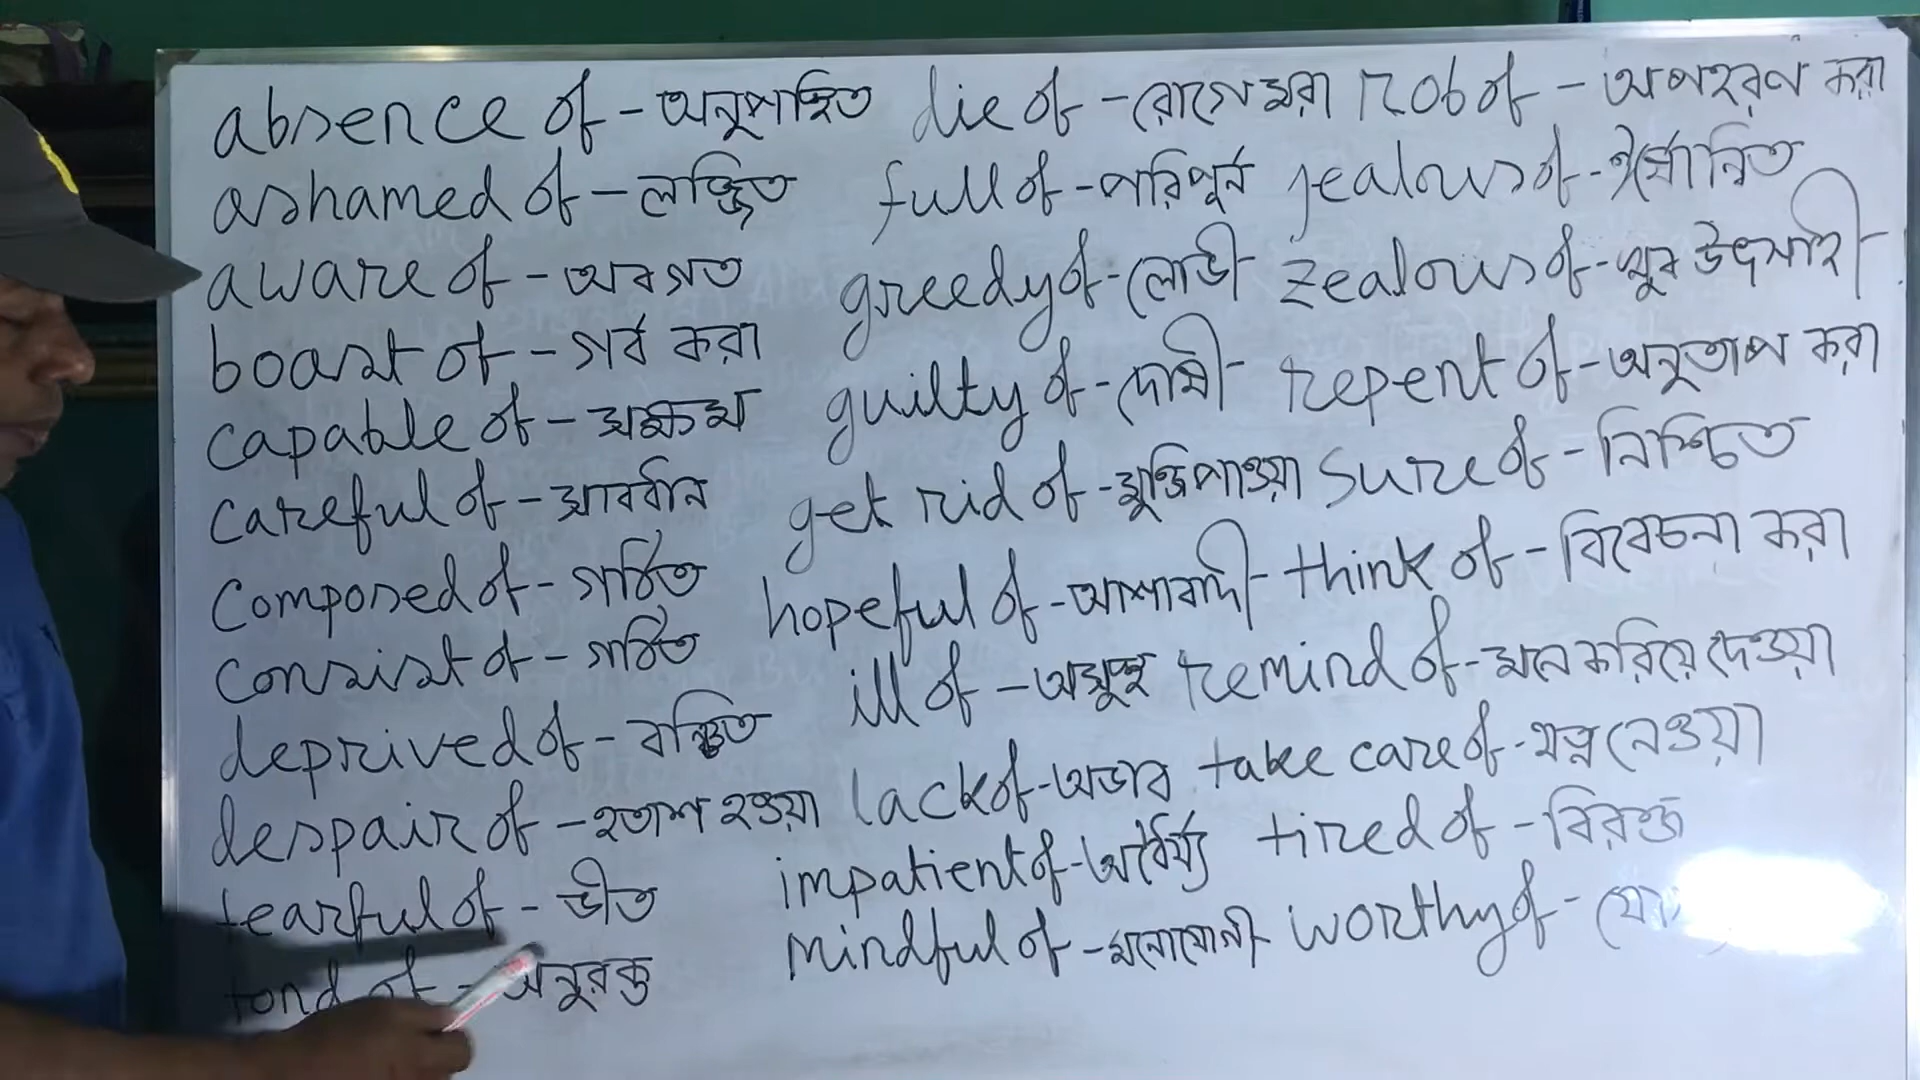 absence of - অনুপস্থিত die of - রোগে মরা rob of - অপহরণ করা
ashamed of - লজ্জিত full of - পরিপূর্ন jealous of - ঈর্ষান্বিত
aware of - অবগত greedy of - লোভী zealous of - খুব উৎসাহী
boast of - গর্ব করা guilty of - দোষী repent of - অনুতাপ করা
capable of - সক্ষম get rid of - মুক্তি পাওয়া sure of - নিশ্চিত
careful of - সাবধান hopeful of - আশাবাদী think of - বিবেচনা করা
composed of - গঠিত ill of - অসুস্থ remind of - মনে করিয়ে দেওয়া
consist of - গঠিত lack of - অভাব take care of - যত্ন নেওয়া
deprived of - বঞ্চিত impatient of - অধৈর্য্য tired of - বিরক্ত
despair of - হতাশ হওয়া mindful of - মনোযোগী worthy of -
fearful of - ভীত
fond of - অনুরক্ত